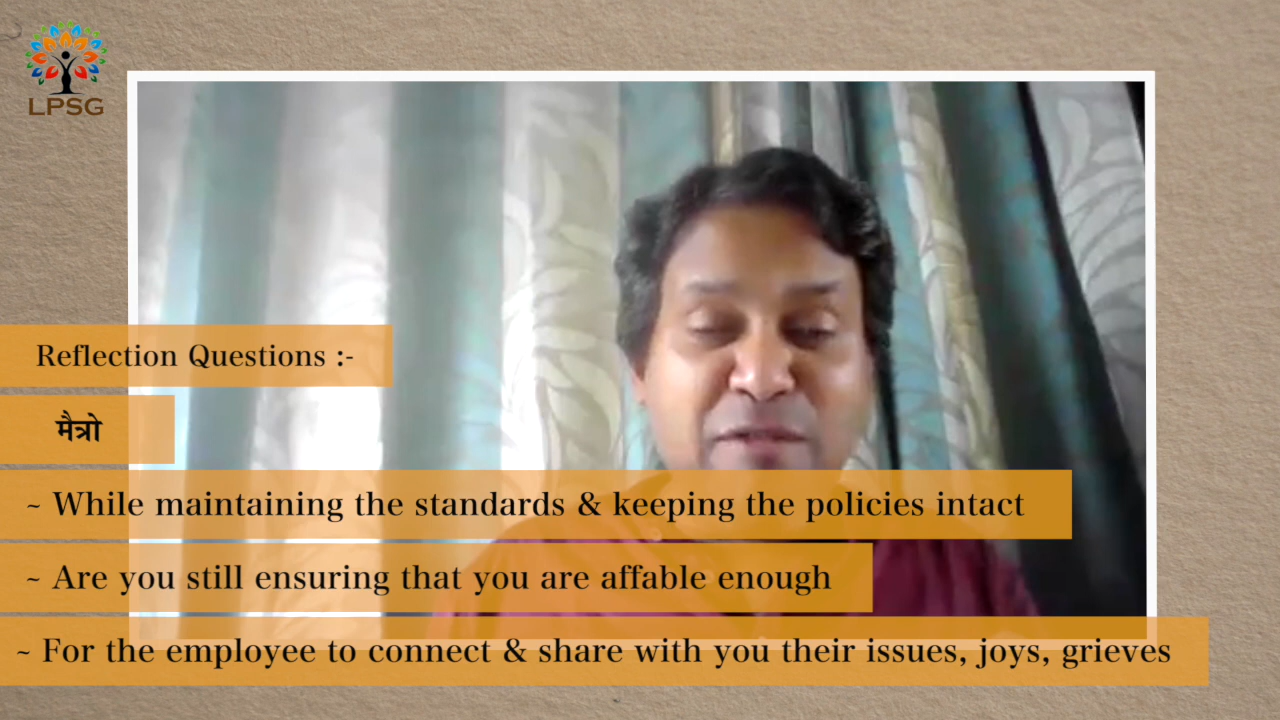 LPSG
Reflection Questions :-
मैत्रो
~ While maintaining the standards & keeping the policies intact
~ Are you still ensuring that you are affable enough
~ For the employee to connect & share with you their issues, joys, grieves